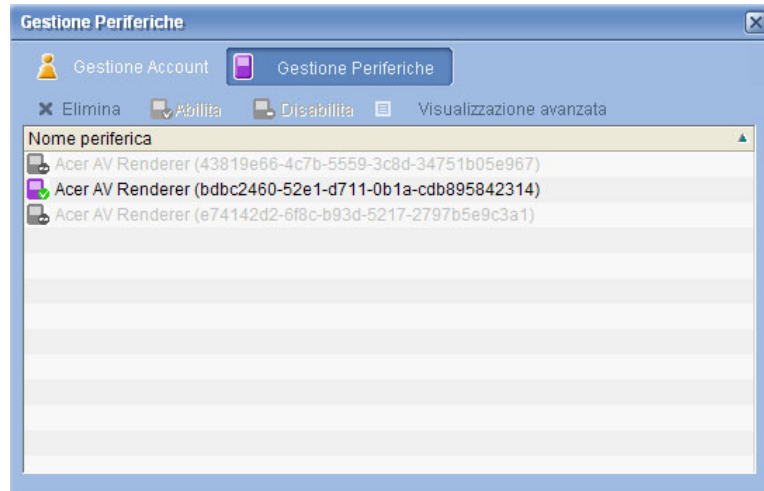 Gestione Periferiche
Gestione Account Gestione Periferiche
Elimina Abilita Disabilita Visualizzazione avanzata
Nome periferica
Acer AV Renderer (43819e66-4c7b-5559-3c8d-34751b05e967)
Acer AV Renderer (bdbc2460-52e1-d711-0b1a-cdb895842314)
Acer AV Renderer (e74142d2-6f8c-b93d-5217-2797b5e9c3a1)